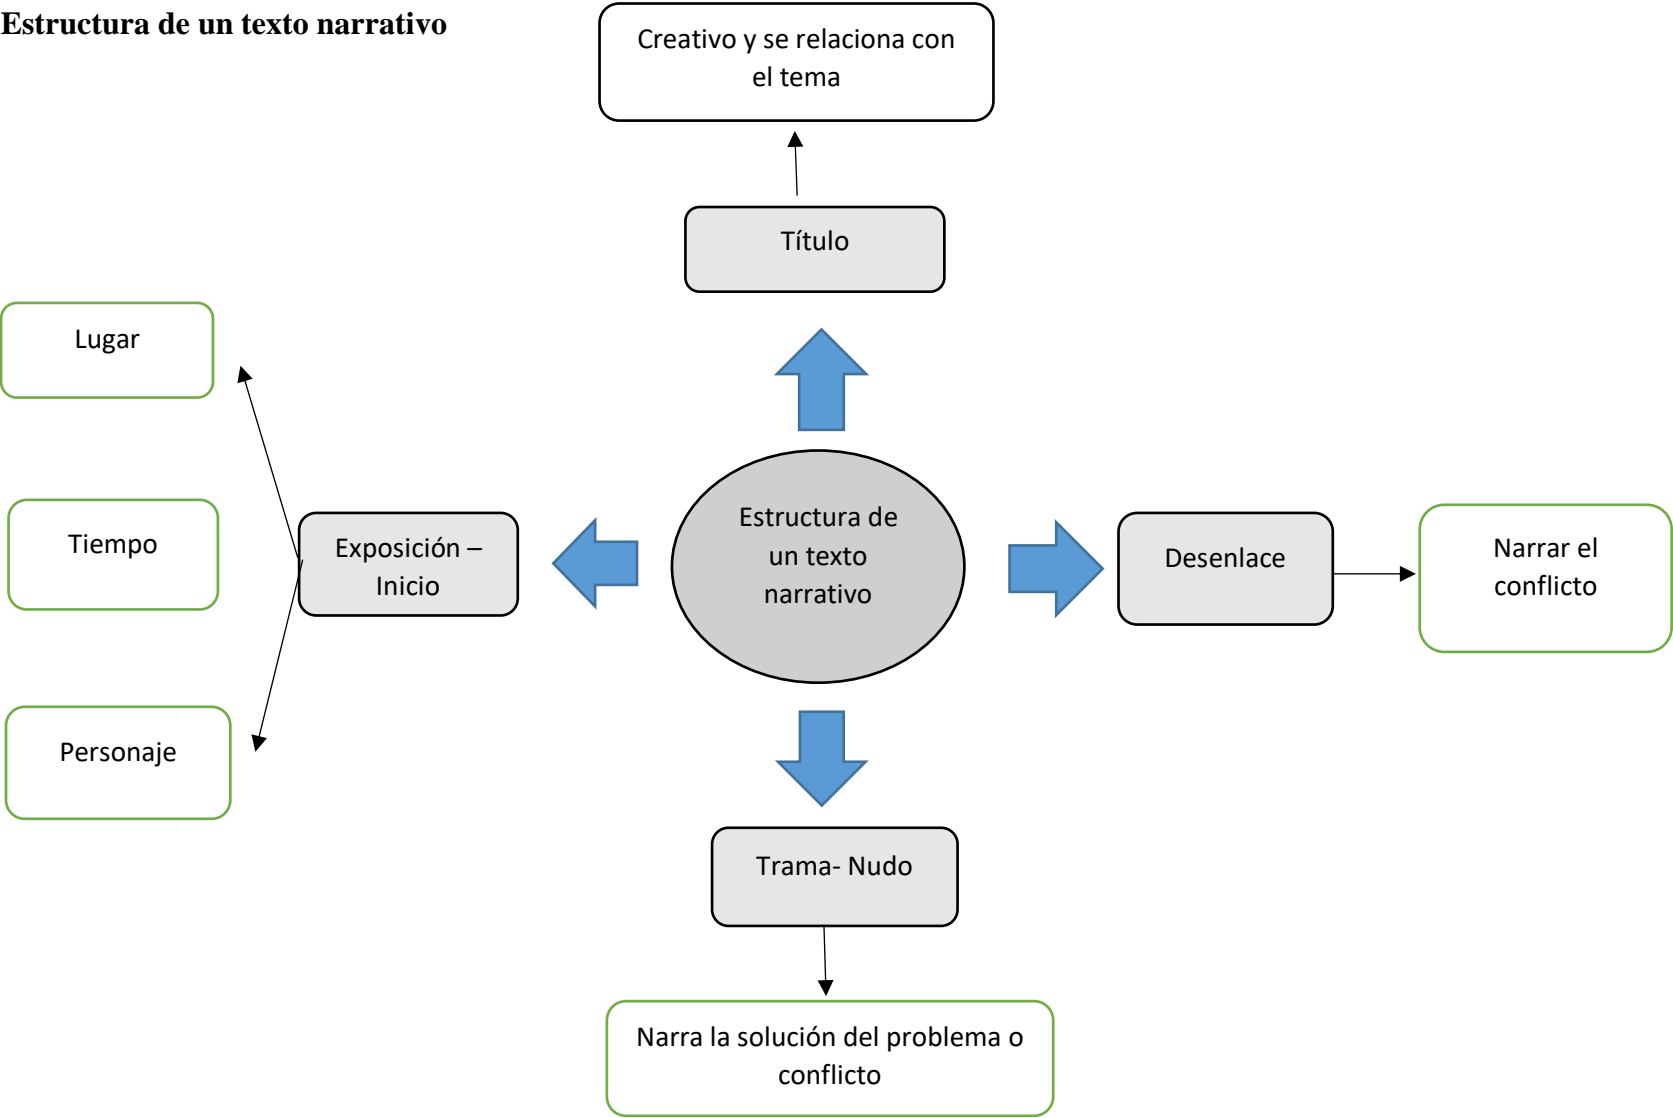 Estructura de un texto narrativo
Creativo y se relaciona con
el tema
Título
Lugar
Tiempo
Personaje
Exposición –
Inicio
Estructura de
un texto
narrativo
Desenlace
Narrar el
conflicto
Trama- Nudo
Narra la solución del problema o
conflicto